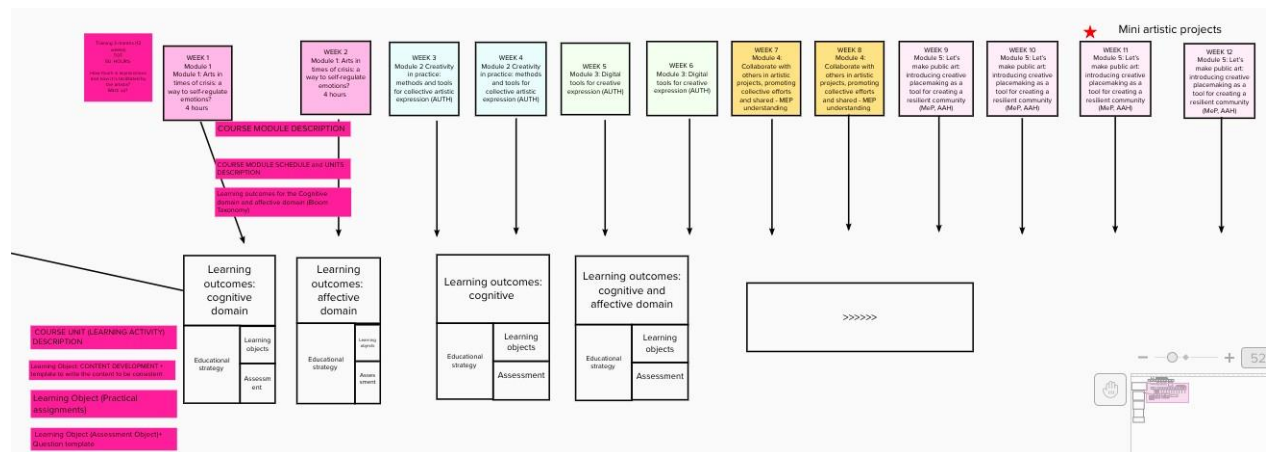 Mini artistic projects
WEEK 1
Module 1
Module 1: Arts in
times of crisis: a
way to self-regulate
emotions?
4 hours
WEEK 2
Module 1: Arts in
times of crisis: a
way to self-regulate
emotions?
4 hours
WEEK 3
Module 2 Creativity
in practice:
methods and tools
for collective artistic
expression (AUTH)
WEEK 4
Module 2 Creativity
in practice: methods
and tools for
collective artistic
expression (AUTH)
WEEK 5
Module 3: Digital
tools for creative
expression (AUTH)
WEEK 6
Module 3: Digital
tools for creative
expression (AUTH)
WEEK 7
Module 4:
Collaborate with
others in artistic
projects, promoting
collective efforts
and shared - MEP
understanding
WEEK 8
Module 4:
Collaborate with
others in artistic
projects, promoting
collective efforts
and shared - MEP
understanding
WEEK 9
Module 5: Let's
make public art:
introducing creative
placemaking as a
tool for creating a
resilient community
(MeP, AAH)
WEEK 10
Module 5: Let's
make public art:
introducing creative
placemaking as a
tool for creating a
resilient community
(MeP, AAH)
WEEK 11
Module 5: Let's
make public art:
introducing creative
placemaking as a
tool for creating a
resilient community
(MeP, AAH)
WEEK 12
Module 5: Let's
make public art:
introducing
creative
placemaking as a
tool for creating a
resilient community
(MeP, AAH)
COURSE MODULE DESCRIPTION
COURSE MODULE SCHEDULE and UNITS
DESCRIPTION
Learning outcomes for the Cognitive
domain and affective domain (Bloom
Taxonomy)
Learning
outcomes:
cognitive
domain
Educational
strategy
Learning
objects
Assessm
ent
Learning
outcomes:
affective
domain
Educational
strategy
Learning
objects
Assess
ment
Learning outcomes:
cognitive
Educational
strategy
Learning
objects
Assessment
Learning outcomes:
cognitive and
affective domain
Educational
strategy
Learning
objects
Assessment
>>>>>>
COURSE UNIT (LEARNING ACTIVITY)
DESCRIPTION
Learning Object: CONTENT DEVELOPMENT +
template to write the content to be consistent
Learning Object (Practical
assignments)
Learning Object (Assessment Object)+
Question template
52